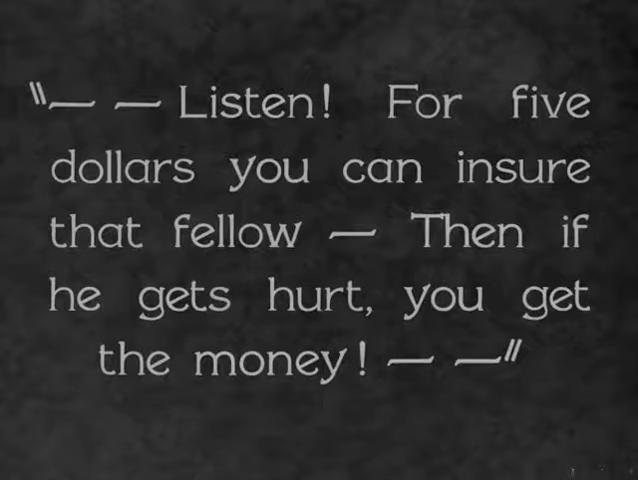 "— — Listen! For five
dollars you can insure
that fellow — Then if
he gets hurt, you get
the money! — —"